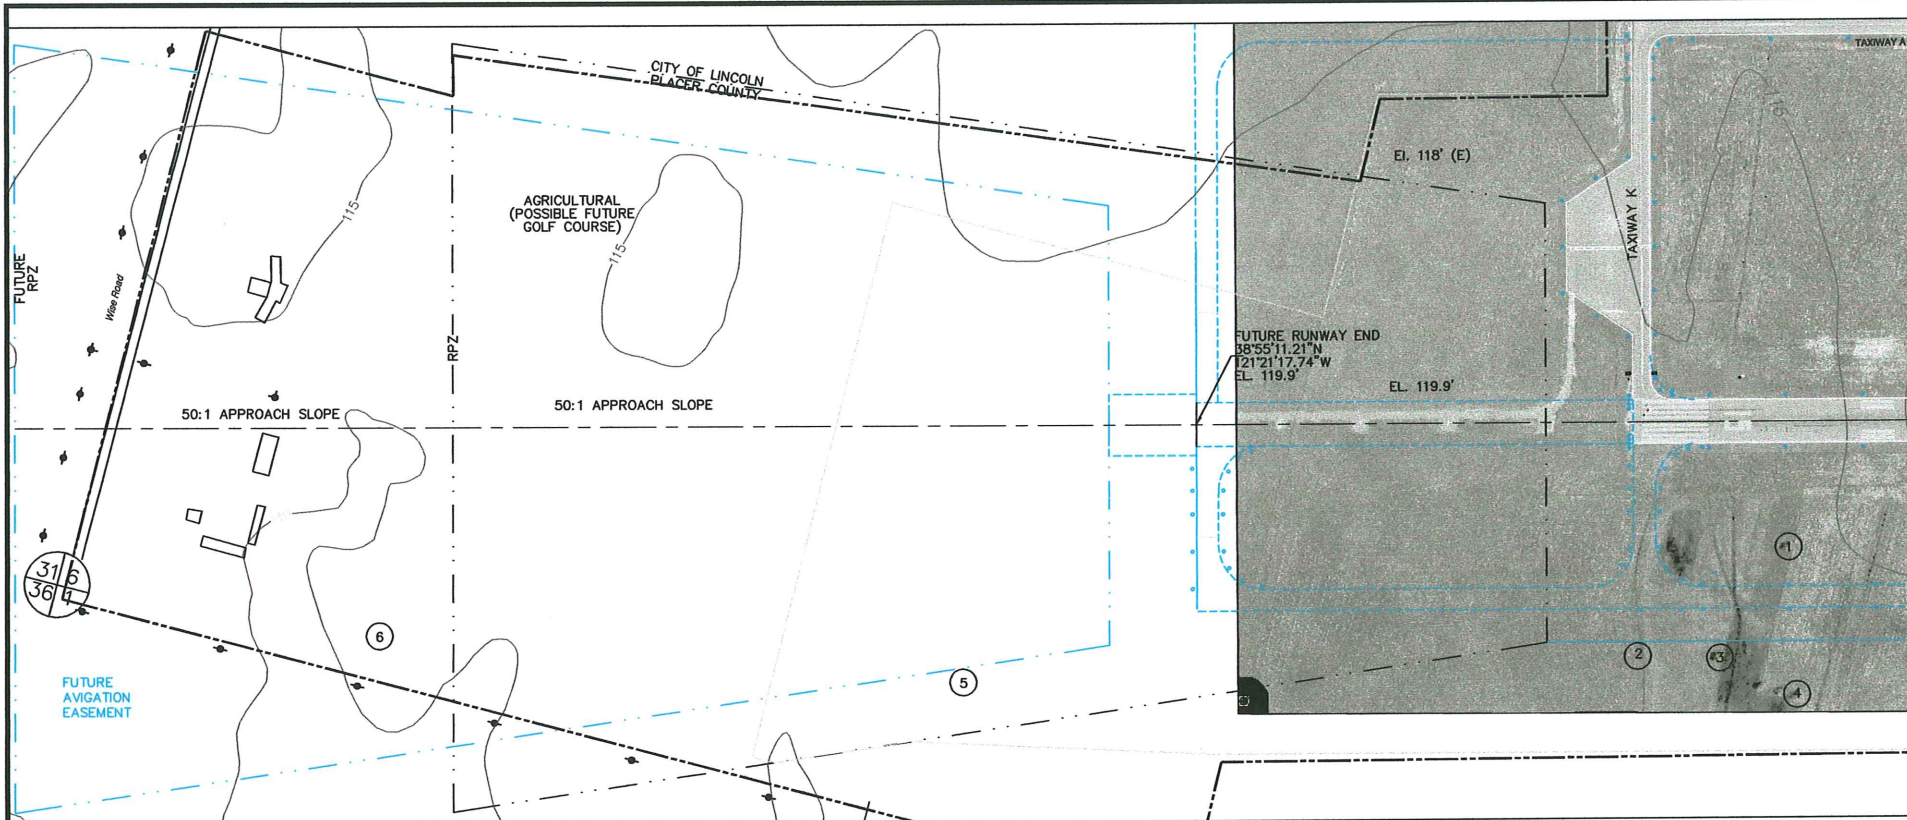 TAXIWAY A
CITY OF LINCOLN
PLACER COUNTY
116
El. 118' (E)
AGRICULTURAL
(POSSIBLE FUTURE
GOLF COURSE)
115
115
TAXIWAY K
FUTURE
RPZ
Wise Road
RPZ
FUTURE RUNWAY END
38°55'11.21"N
121°21'17.74"W
EL. 119.9'
EL. 119.9'
50:1 APPROACH SLOPE
50:1 APPROACH SLOPE
31 6
36 1
1
6
2
3
4
5
FUTURE
AVIGATION
EASEMENT